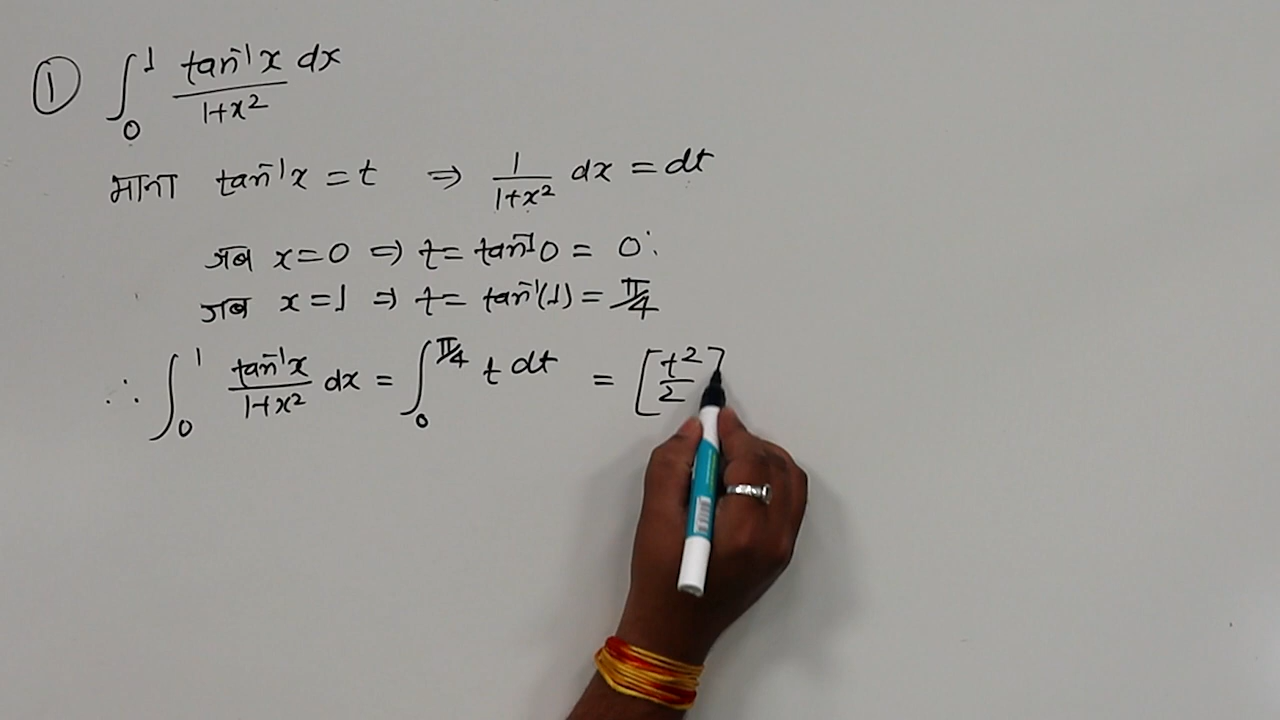 ① ∫₀¹ tan⁻¹x dx / 1+x²
माना tan⁻¹x = t ⇒ 1/1+x² dx = dt
जब x=0 ⇒ t= tan⁻¹0 = 0
जब x=1 ⇒ t= tan⁻¹(1) = π/4
∴ ∫₀¹ tan⁻¹x/1+x² dx = ∫₀^π/4 t dt = [t²/2]